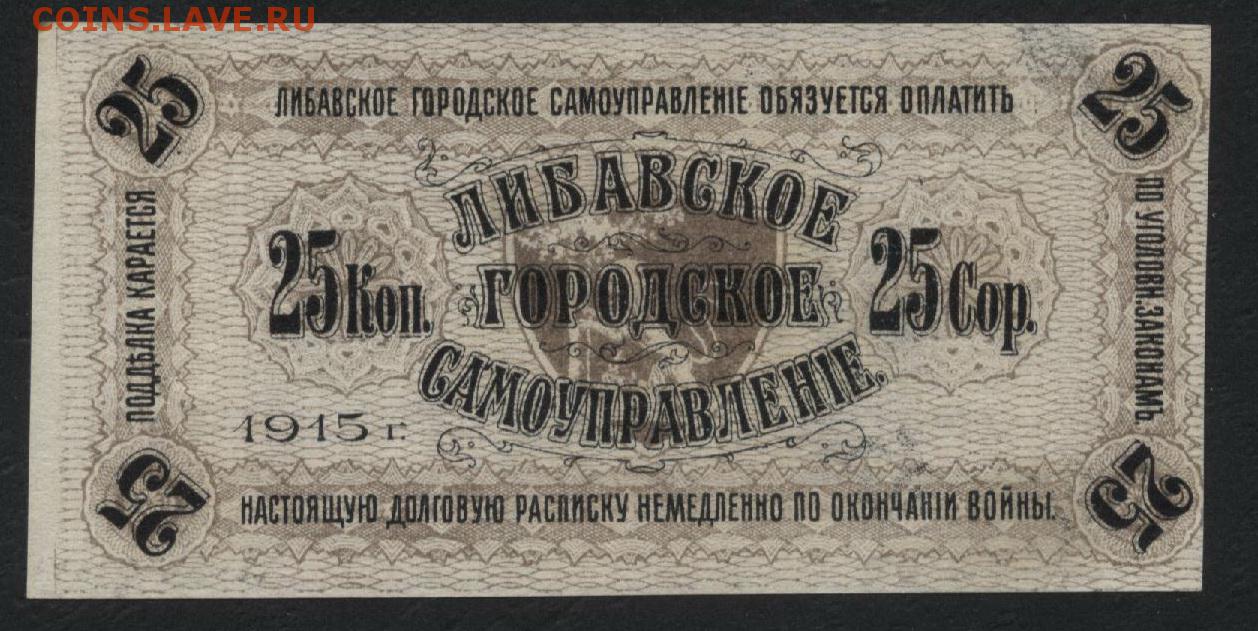 COINS.LAVE.RU
25
25
ЛИБАВСКОЕ ГОРОДСКОЕ САМОУПРАВЛЕНІЕ ОБЯЗУЕТСЯ ОПЛАТИТЬ
ЛИБАВСКОЕ
ГОРОДСКОЕ
САМОУПРАВЛЕНІЕ.
25 Коп.
25 Cop.
ПОДДѢЛКА КАРАЕТСЯ
ПО УГОЛОВН. ЗАКОНАМЪ.
1915 г.
НАСТОЯЩУЮ ДОЛГОВУЮ РАСПИСКУ НЕМЕДЛЕННО ПО ОКОНЧАНІИ ВОЙНЫ.
25
25